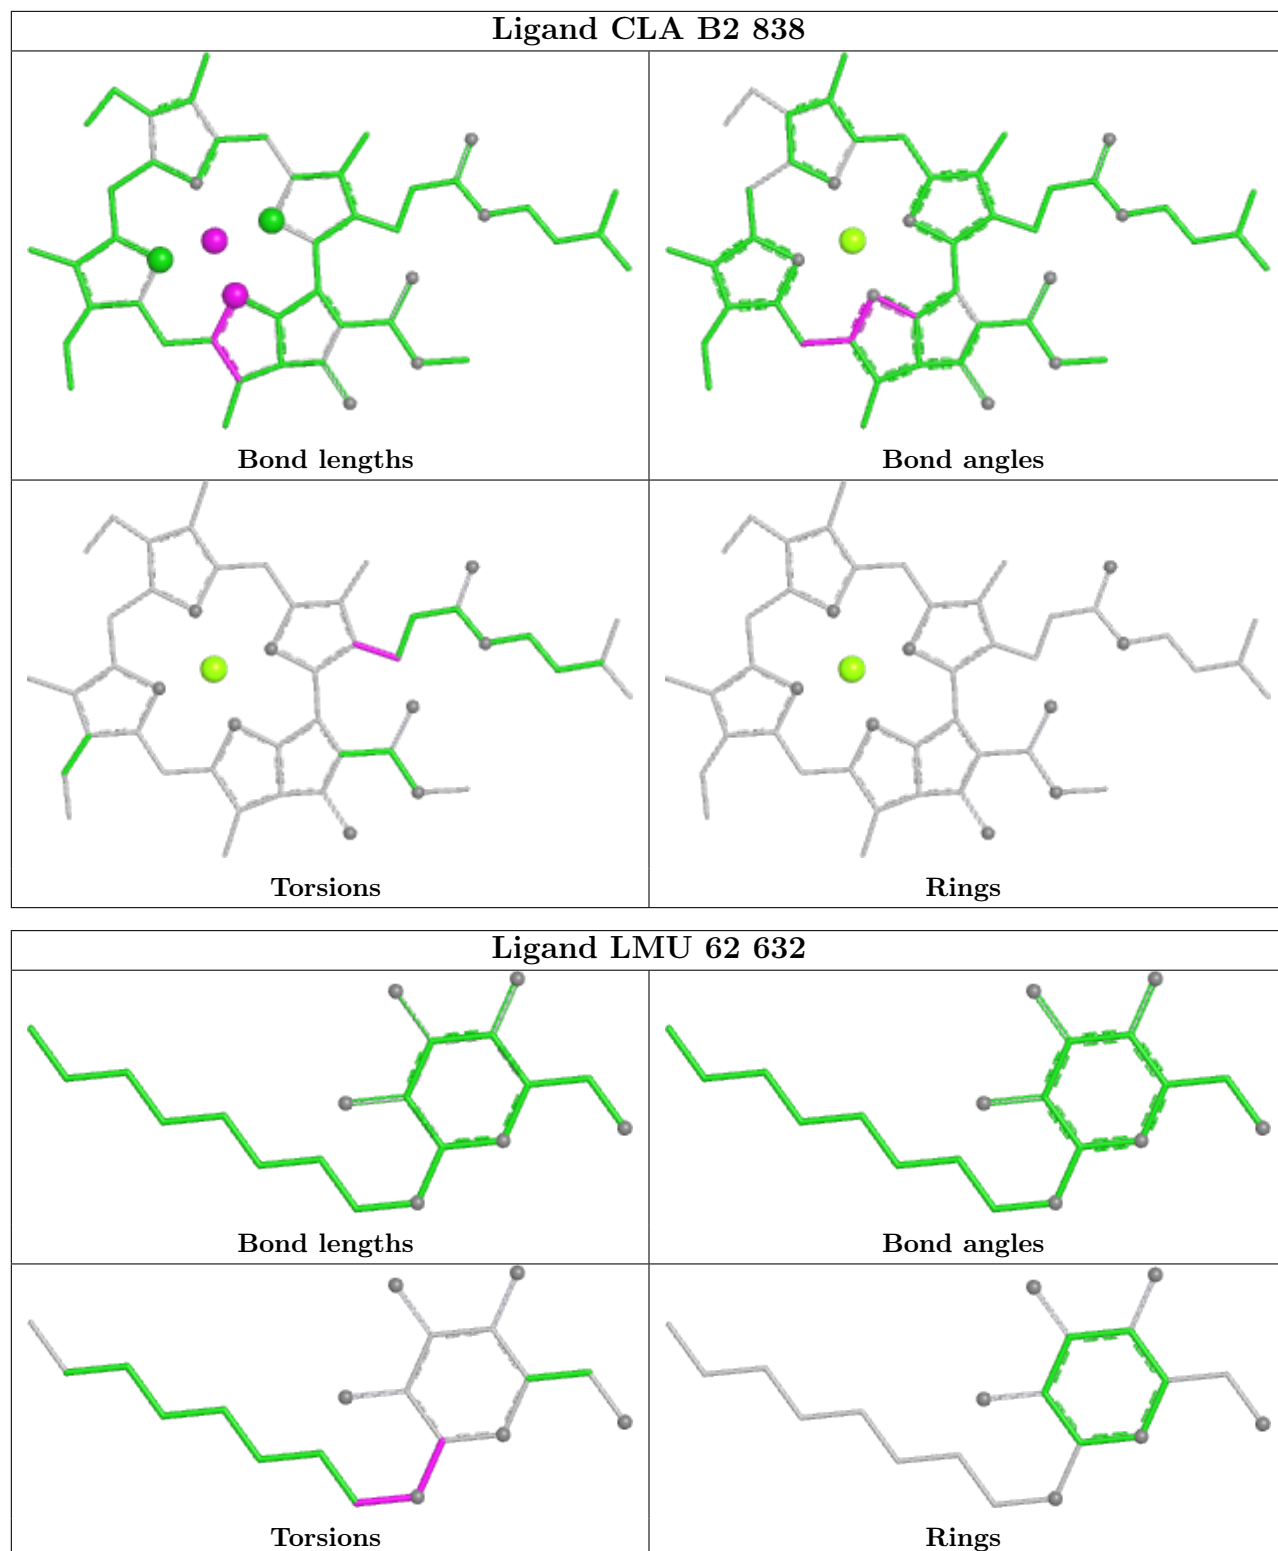 Ligand CLA B2 838
Bond lengths
Bond angles
Torsions
Rings
Ligand LMU 62 632
Bond lengths
Bond angles
Torsions
Rings